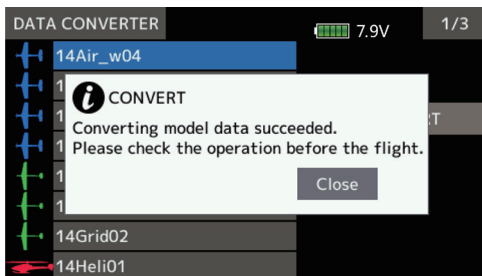 DATA CONVERTER
7.9V
1/3
14Air_w04
CONVERT
Converting model data succeeded.
Please check the operation before the flight.
Close
14Grid02
14Heli01